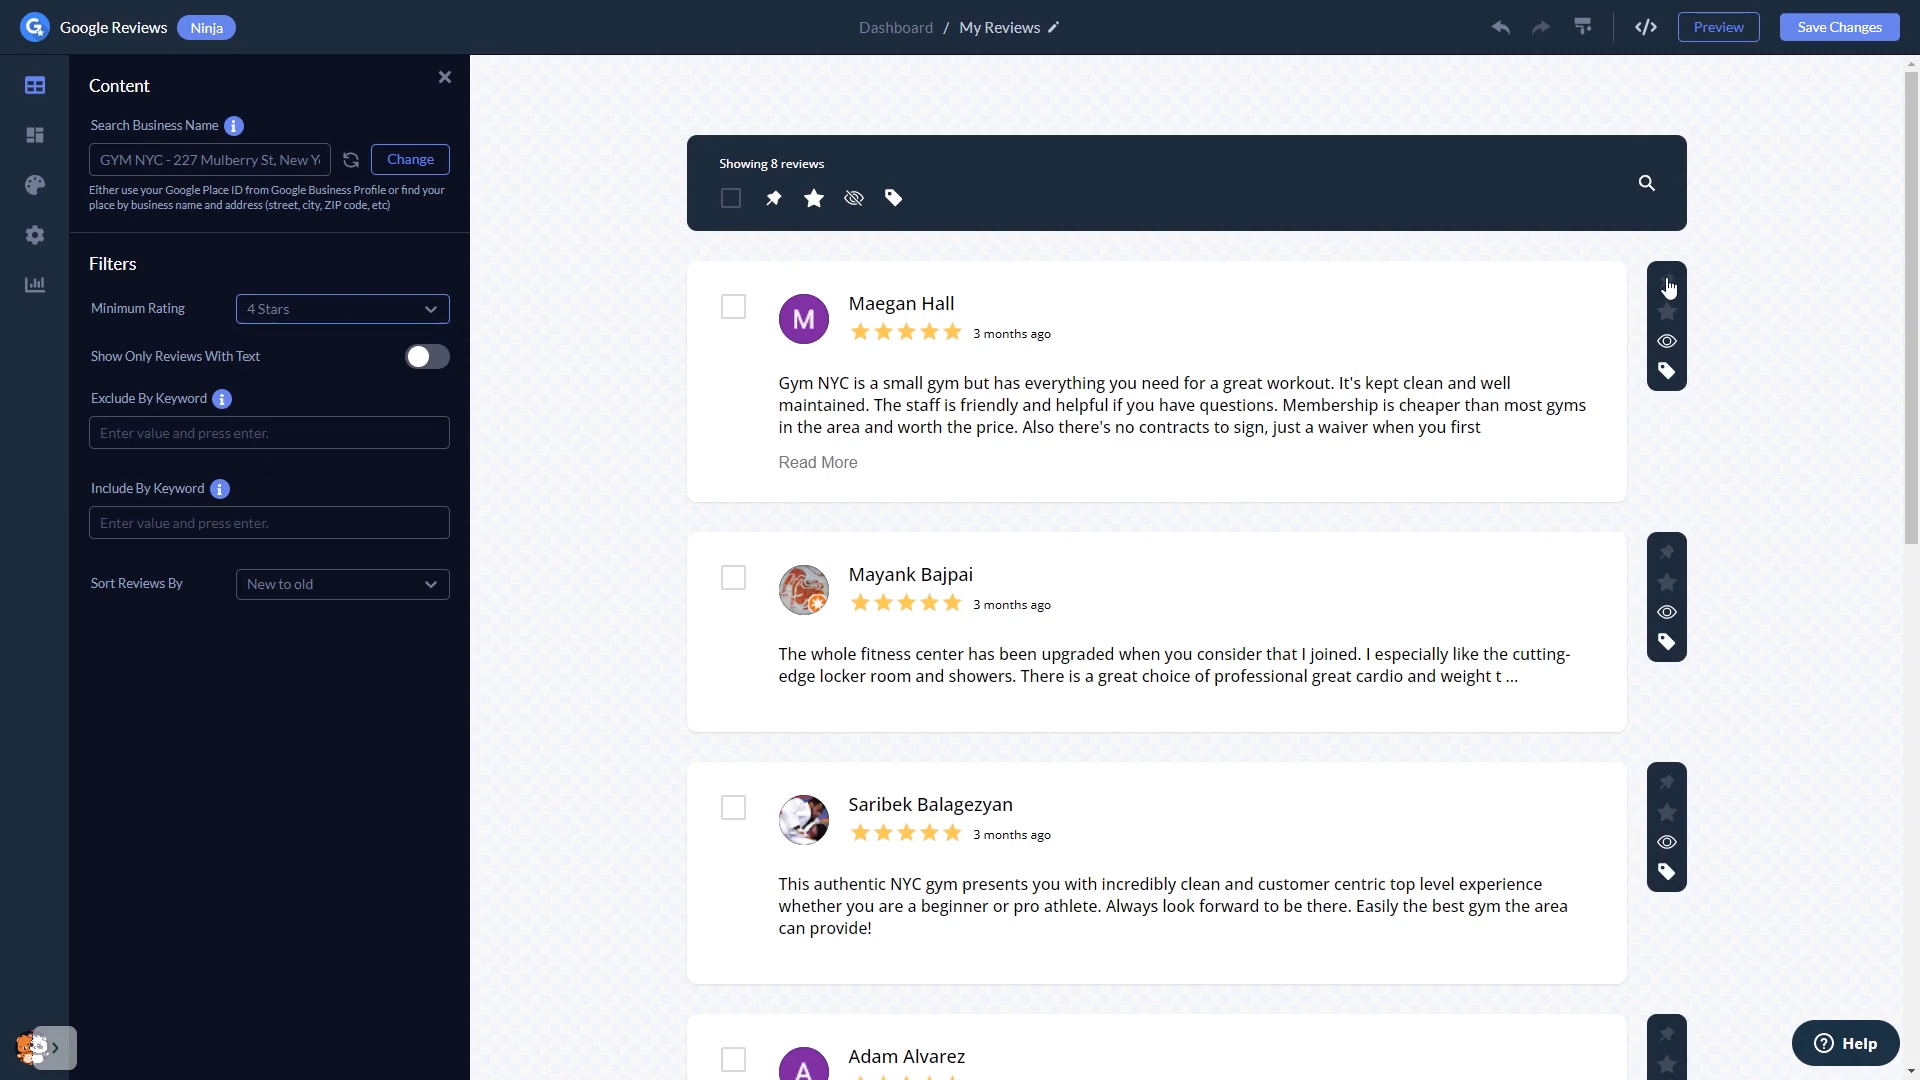 Google Reviews Ninja
Dashboard / My Reviews
Preview
Save Changes
Content
Search Business Name
GYM NYC - 227 Mulberry St, New Y
Change
Either use your Google Place ID from Google Business Profile or find your
place by business name and address (street, city, ZIP code, etc)
Filters
Minimum Rating
4 Stars
Show Only Reviews With Text
Exclude By Keyword
Enter value and press enter.
Include By Keyword
Enter value and press enter.
Sort Reviews By
New to old
Showing 8 reviews
M
Maegan Hall
3 months ago
Gym NYC is a small gym but has everything you need for a great workout. It's kept clean and well
maintained. The staff is friendly and helpful if you have questions. Membership is cheaper than most gyms
in the area and worth the price. Also there's no contracts to sign, just a waiver when you first
Read More
Mayank Bajpai
3 months ago
The whole fitness center has been upgraded when you consider that I joined. I especially like the cutting-
edge locker room and showers. There is a great choice of professional great cardio and weight t ...
Saribek Balagezyan
3 months ago
This authentic NYC gym presents you with incredibly clean and customer centric top level experience
whether you are a beginner or pro athlete. Always look forward to be there. Easily the best gym the area
can provide!
A
Adam Alvarez
Help